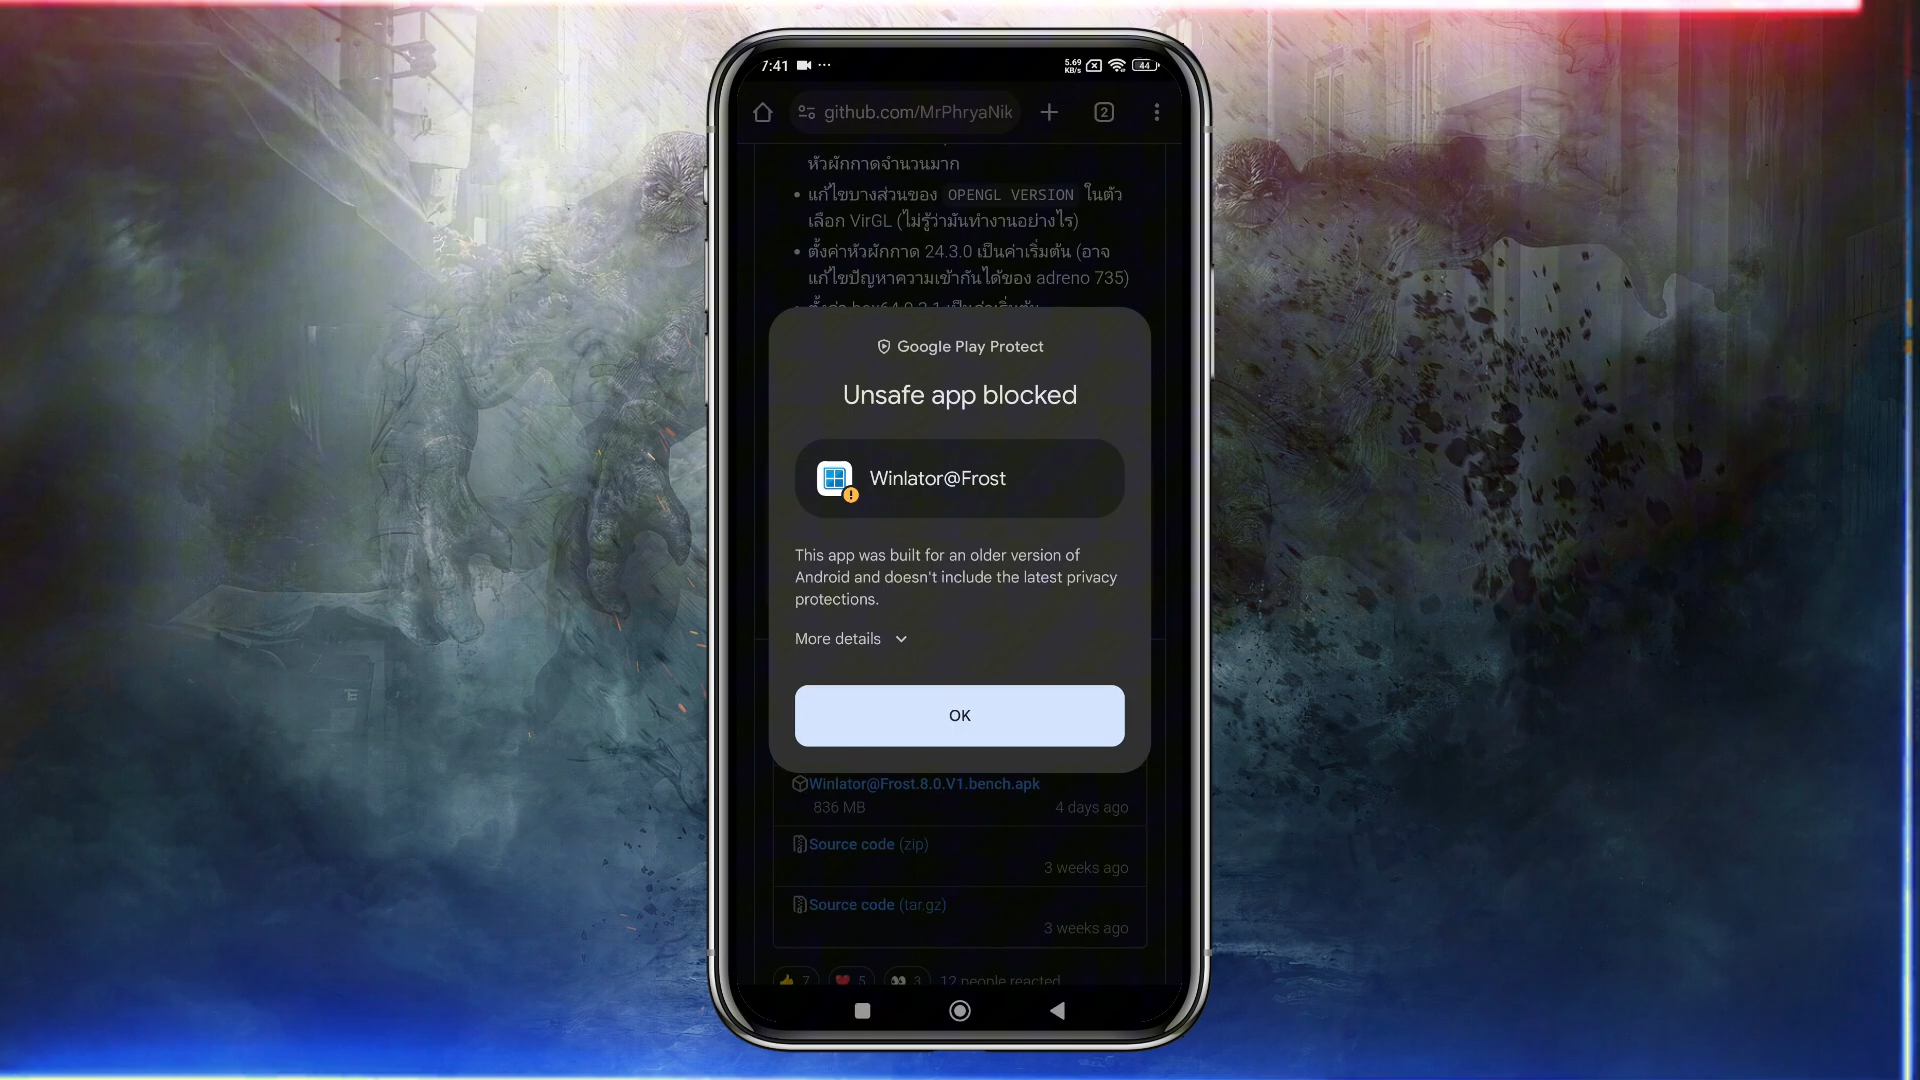 7:41
5.69
KB/s
44
github.com/MrPhryaNik
2
หัวผักกาดจำนวนมาก
• แก้ไขบางส่วนของ OPENGL VERSION ในตัว
เลือก VirGL (ไม่รู้ว่ามันทำงานอย่างไร)
• ตั้งค่าหัวผักกาด 24.3.0 เป็นค่าเริ่มต้น (อาจ
แก้ไขปัญหาความเข้ากันได้ของ adreno 735)
Google Play Protect
Unsafe app blocked
Winlator@Frost
This app was built for an older version of
Android and doesn't include the latest privacy
protections.
More details
OK
Winlator@Frost.8.0.V1.bench.apk
836 MB 4 days ago
Source code (zip)
3 weeks ago
Source code (tar.gz)
3 weeks ago
7 5 3 12 people reacted